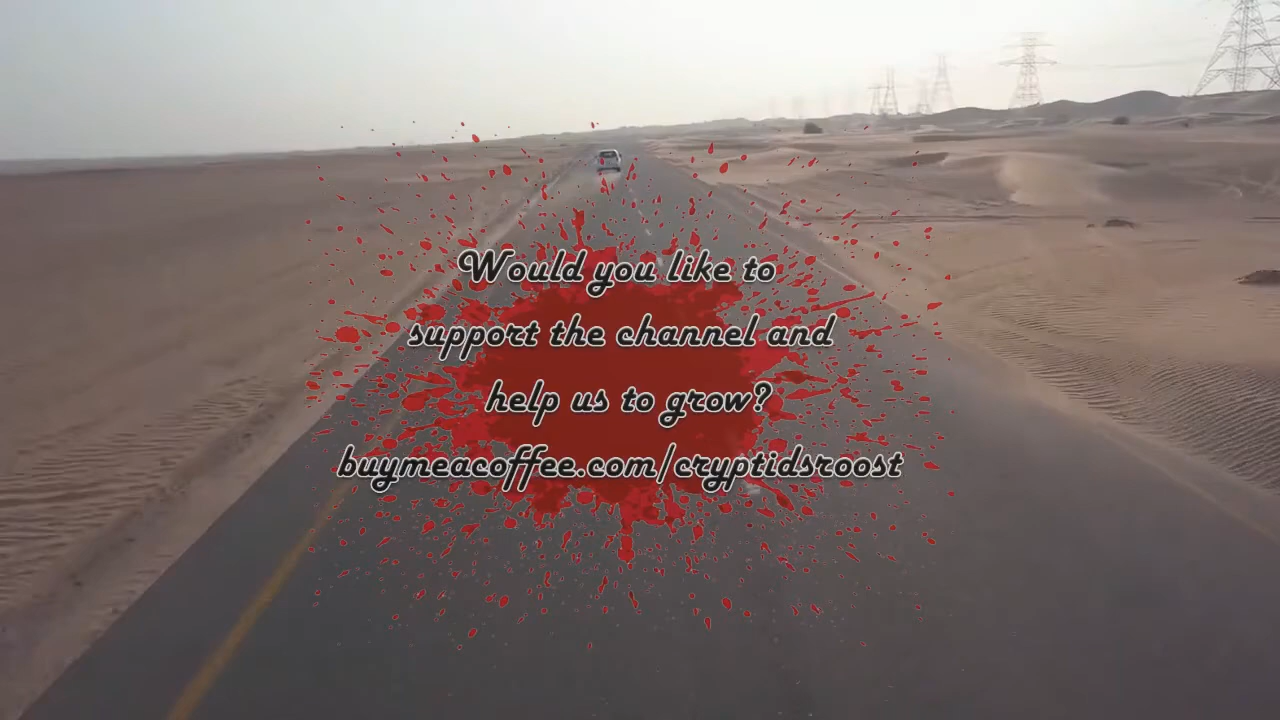 Would you like to
support the channel and
help us to grow?
buymeacoffee.com/cryptidsroost